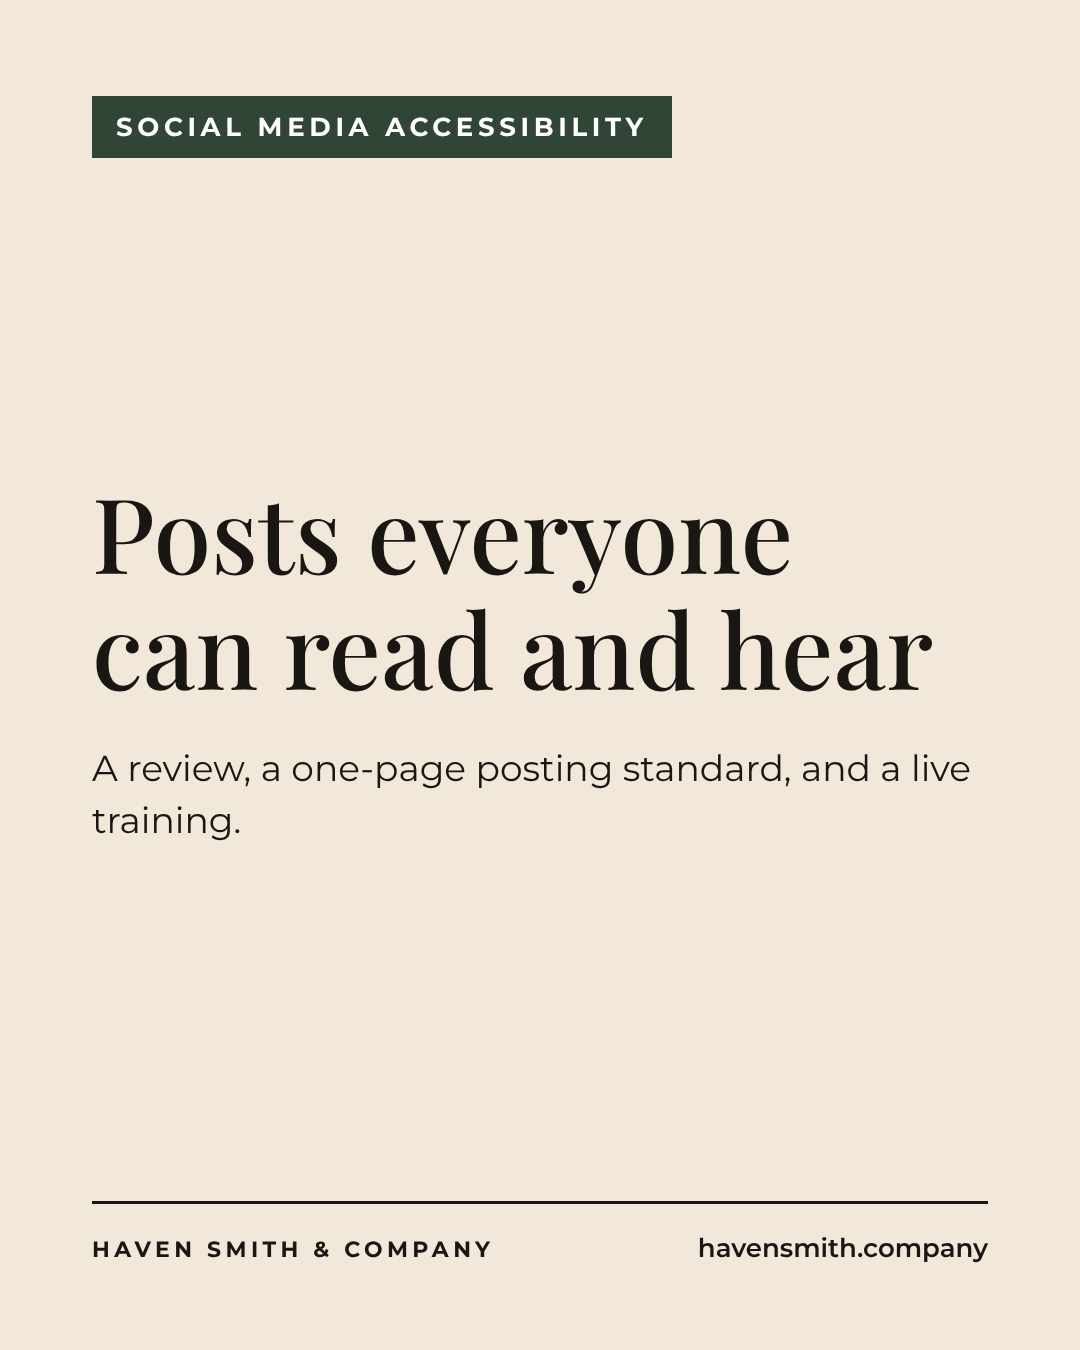 SOCIAL MEDIA ACCESSIBILITY
Posts everyone
can read and hear
A review, a one-page posting standard, and a live
training.
HAVEN SMITH & COMPANY
havensmith.company